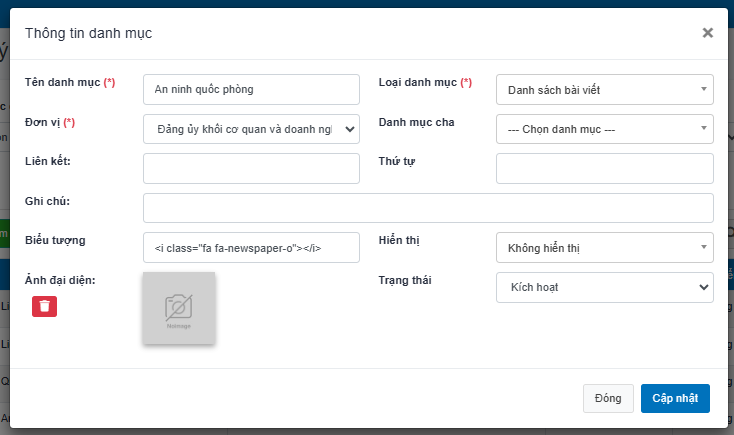 Thông tin danh mục ×
Tên danh mục (*) An ninh quốc phòng Loại danh mục (*) Danh sách bài viết
Đơn vị (*) Đảng ủy khối cơ quan và doanh ngl Danh mục cha --- Chọn danh mục ---
Liên kết: Thứ tự
Ghi chú:
Biểu tượng <i class="fa fa-newspaper-o"></i> Hiển thị Không hiển thị
Ảnh đại diện: Trạng thái Kích hoạt
NoImage
Đóng Cập nhật